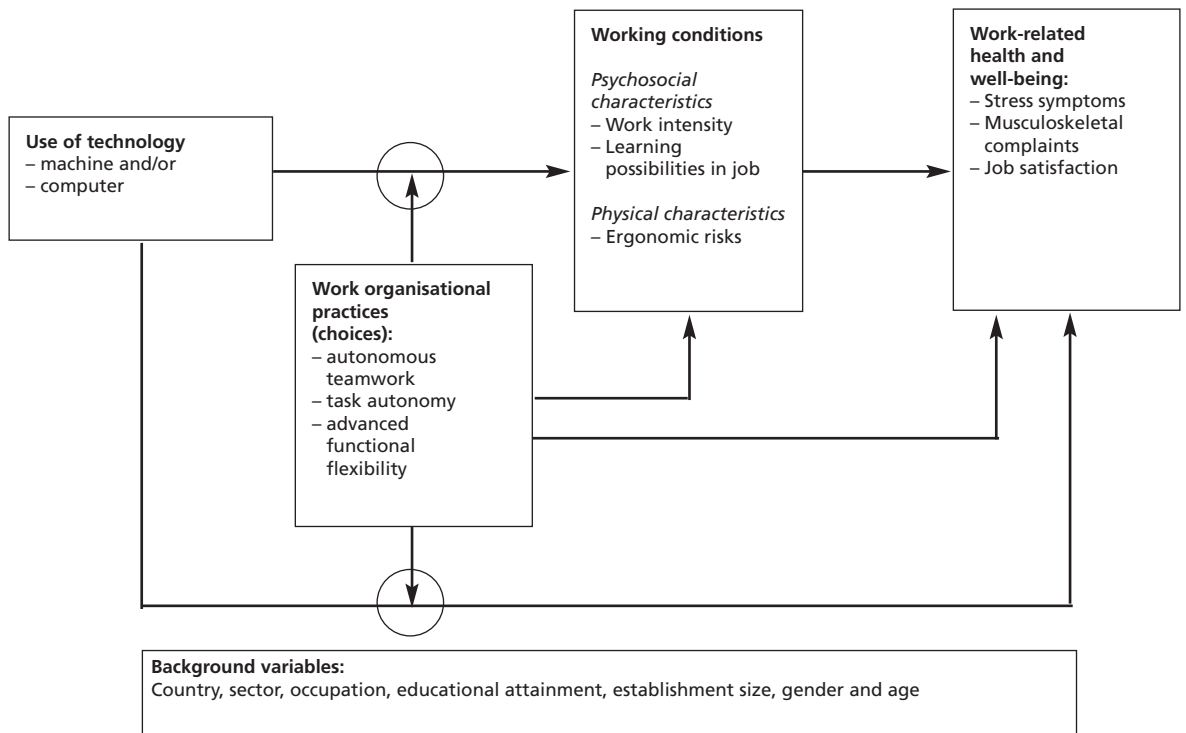 Use of technology
– machine and/or
– computer
Work organisational
practices
(choices):
– autonomous
teamwork
– task autonomy
– advanced
functional
flexibility
Working conditions
Psychosocial
characteristics
– Work intensity
– Learning
possibilities in job
Physical characteristics
– Ergonomic risks
Work-related
health and
well-being:
– Stress symptoms
– Musculoskeletal
complaints
– Job satisfaction
Background variables:
Country, sector, occupation, educational attainment, establishment size, gender and age